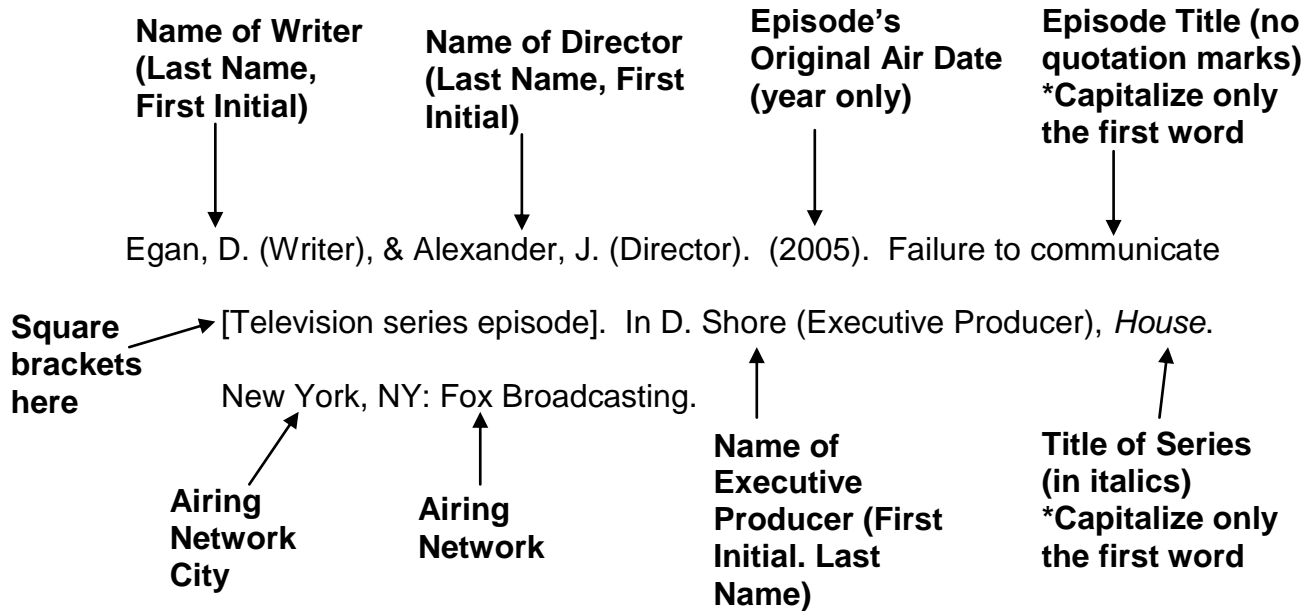 Name of Writer
(Last Name,
First Initial)
Name of Director
(Last Name, First
Initial)
Episode’s
Original Air Date
(year only)
Episode Title (no
quotation marks)
*Capitalize only
the first word
Egan, D. (Writer), & Alexander, J. (Director).  (2005).  Failure to communicate
Square
brackets
here
[Television series episode].  In D. Shore (Executive Producer), House.
New York, NY: Fox Broadcasting.
Airing
Network
City
Airing
Network
Name of
Executive
Producer (First
Initial. Last
Name)
Title of Series
(in italics)
*Capitalize only
the first word